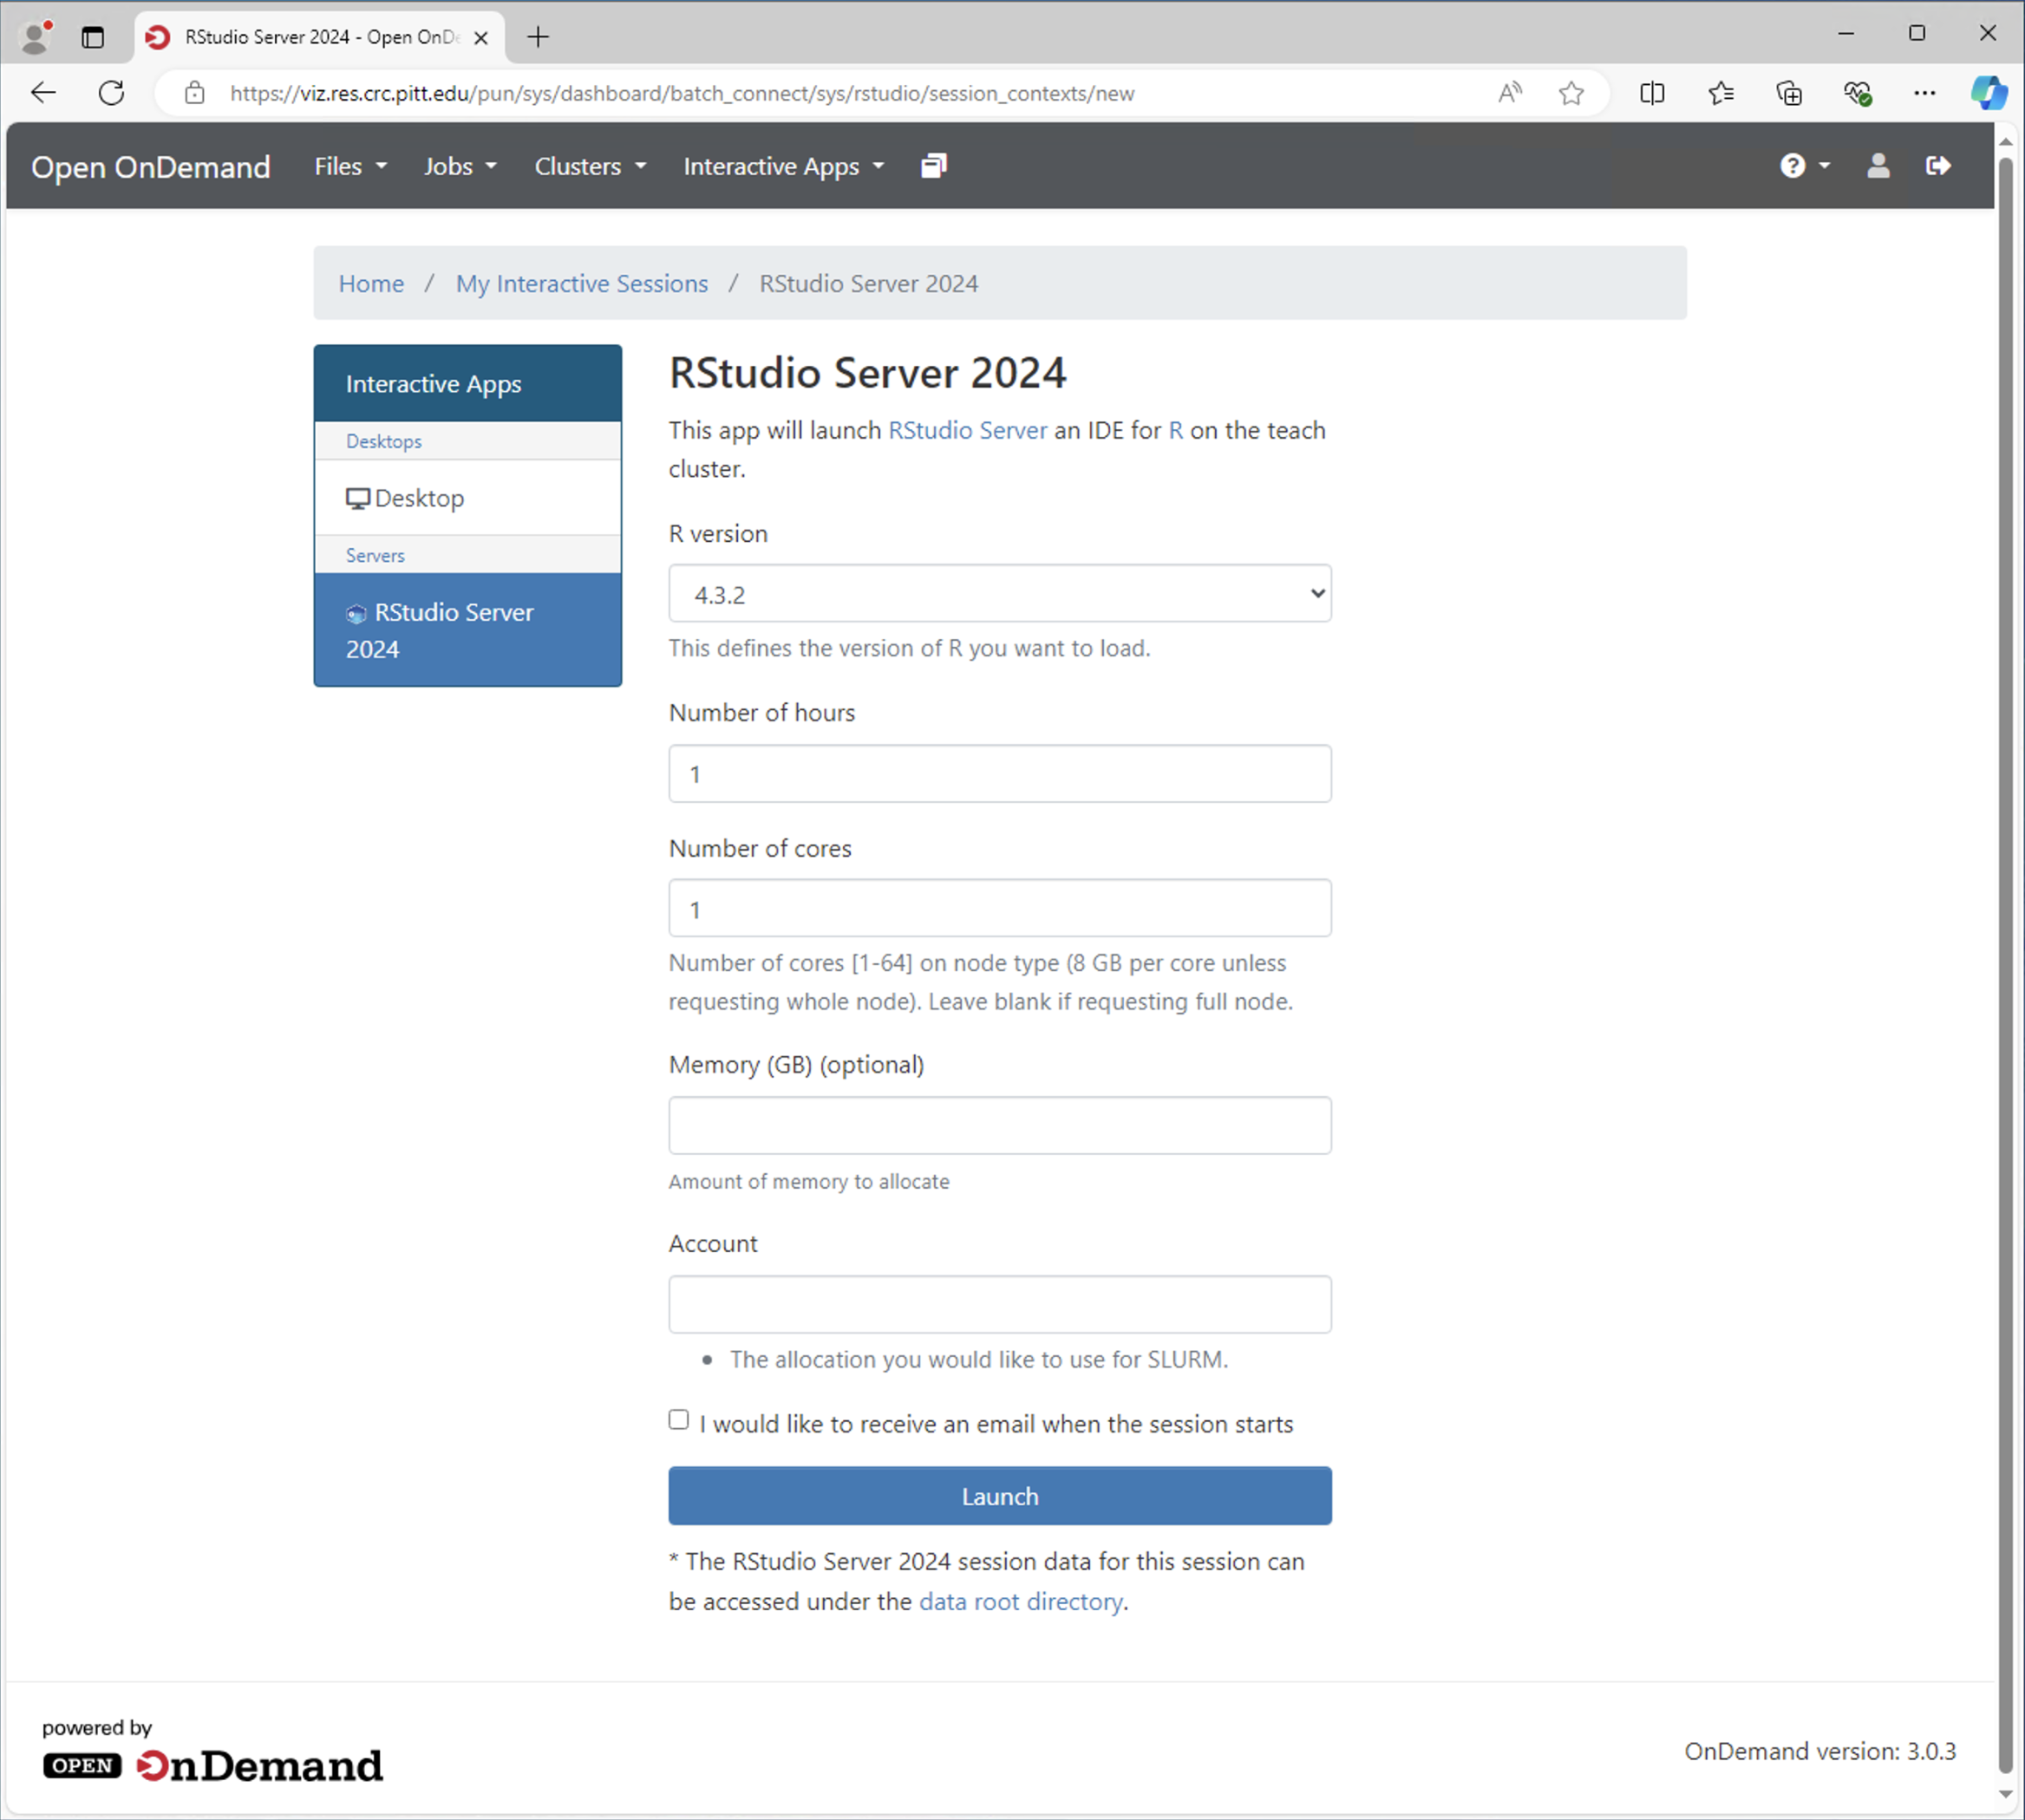 RStudio Server 2024 - Open OnD
https://viz.res.crc.pitt.edu/pun/sys/dashboard/batch_connect/sys/rstudio/session_contexts/new
Open OnDemand Files Jobs Clusters Interactive Apps
Home / My Interactive Sessions / RStudio Server 2024
Interactive Apps
Desktops
Desktop
Servers
RStudio Server
2024
RStudio Server 2024
This app will launch RStudio Server an IDE for R on the teach
cluster.
R version
4.3.2
This defines the version of R you want to load.
Number of hours
1
Number of cores
1
Number of cores [1-64] on node type (8 GB per core unless
requesting whole node). Leave blank if requesting full node.
Memory (GB) (optional)
Amount of memory to allocate
Account
• The allocation you would like to use for SLURM.
I would like to receive an email when the session starts
Launch
* The RStudio Server 2024 session data for this session can
be accessed under the data root directory.
powered by
OPEN OnDemand
OnDemand version: 3.0.3